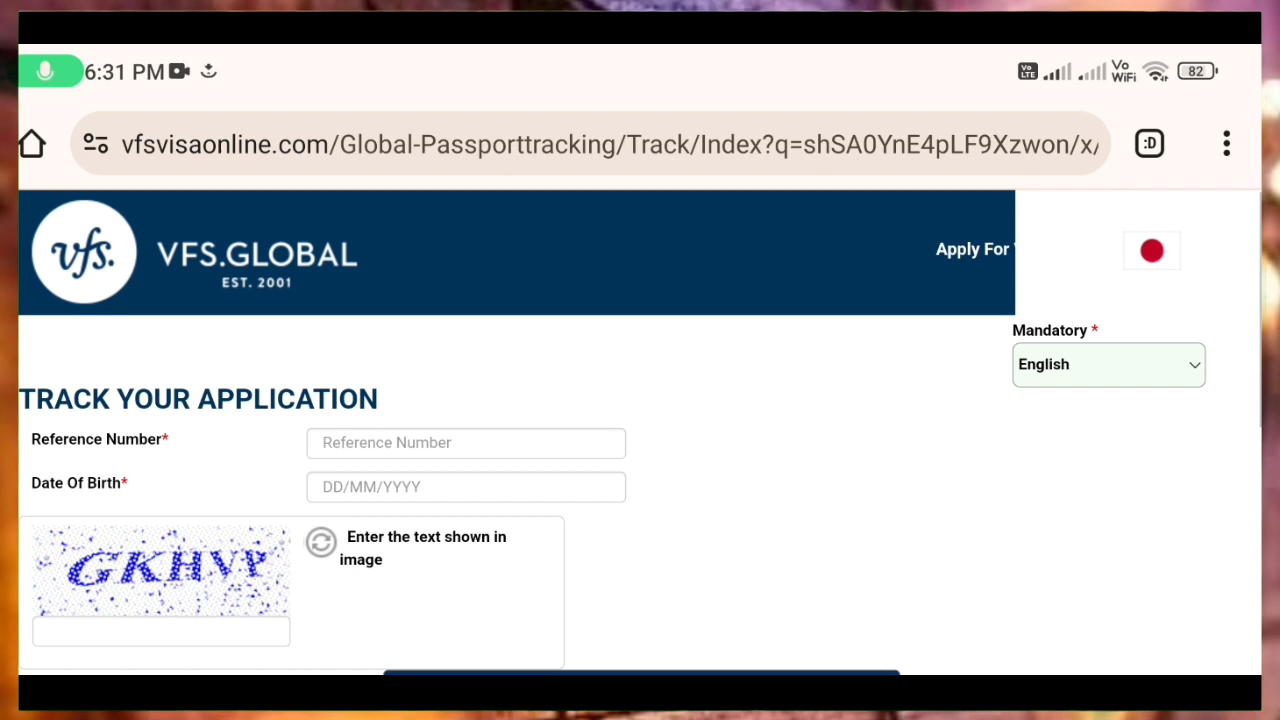 6:31 PM
Vo LTE
Vo WiFi
82
vfsvisaonline.com/Global-Passporttracking/Track/Index?q=shSA0YnE4pLF9Xzwon/x
:D
vfs.
VFS.GLOBAL
EST. 2001
Apply For
Mandatory *
English
TRACK YOUR APPLICATION
Reference Number*
Reference Number
Date Of Birth*
DD/MM/YYYY
Enter the text shown in
image